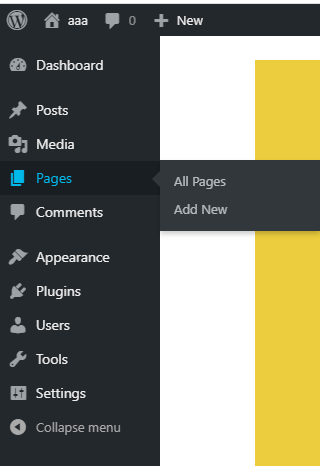 aaa 0 New
Dashboard
Posts
Media
Pages
All Pages
Add New
Comments
Appearance
Plugins
Users
Tools
Settings
Collapse menu